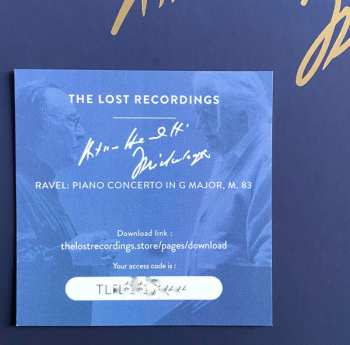 THE LOST RECORDINGS
RAVEL: PIANO CONCERTO IN G MAJOR, M. 83
Download link :
thelostrecordings.store/pages/download
Your access code is :